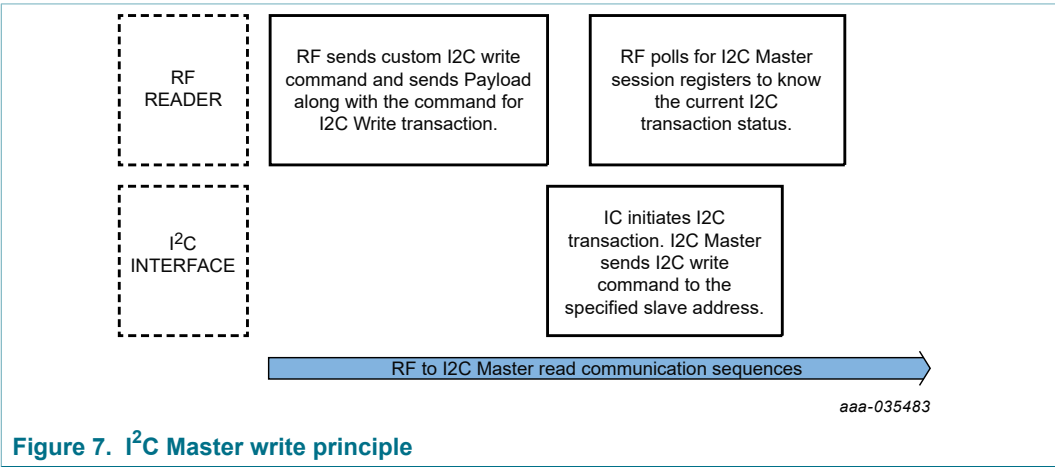 RF
READER
RF sends custom I2C write
command and sends Payload
along with the command for
I2C Write transaction.
RF polls for I2C Master
session registers to know
the current I2C
transaction status.
I2C
INTERFACE
IC initiates I2C
transaction. I2C Master
sends I2C write
command to the
specified slave address.
RF to I2C Master read communication sequences
aaa-035483
Figure 7. I2C Master write principle